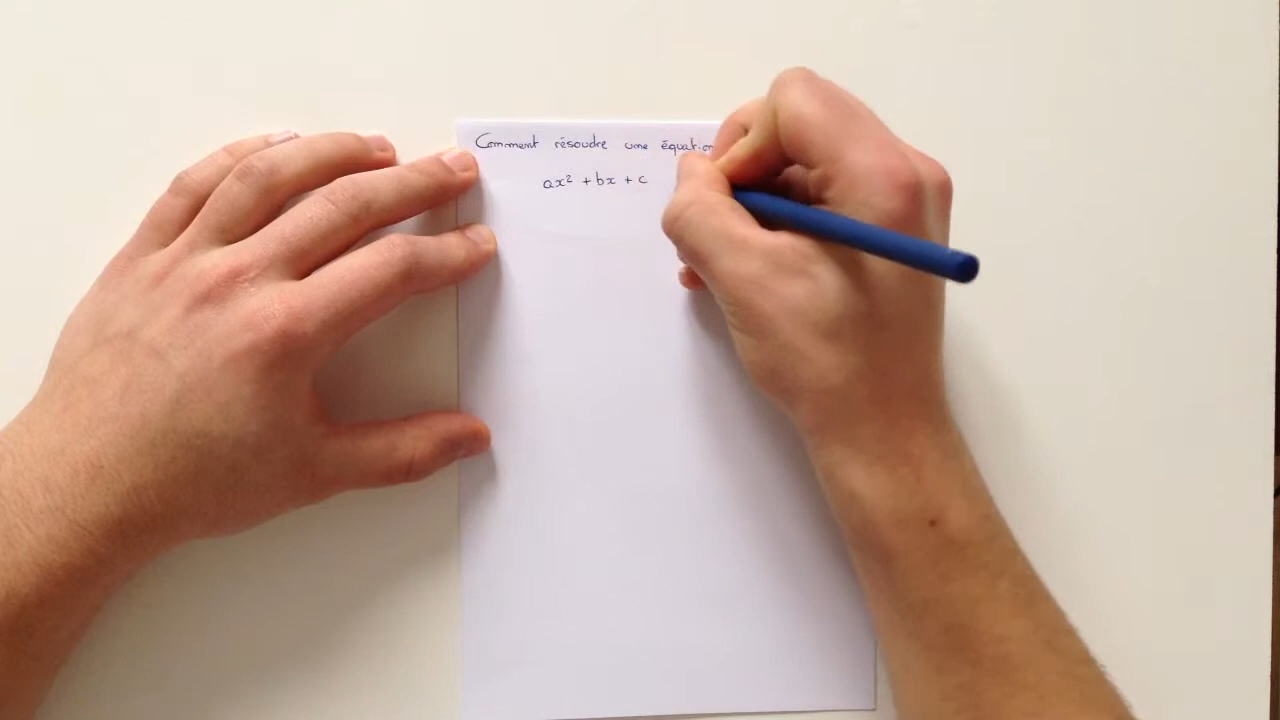 Comment résoudre une équation
ax² + bx + c